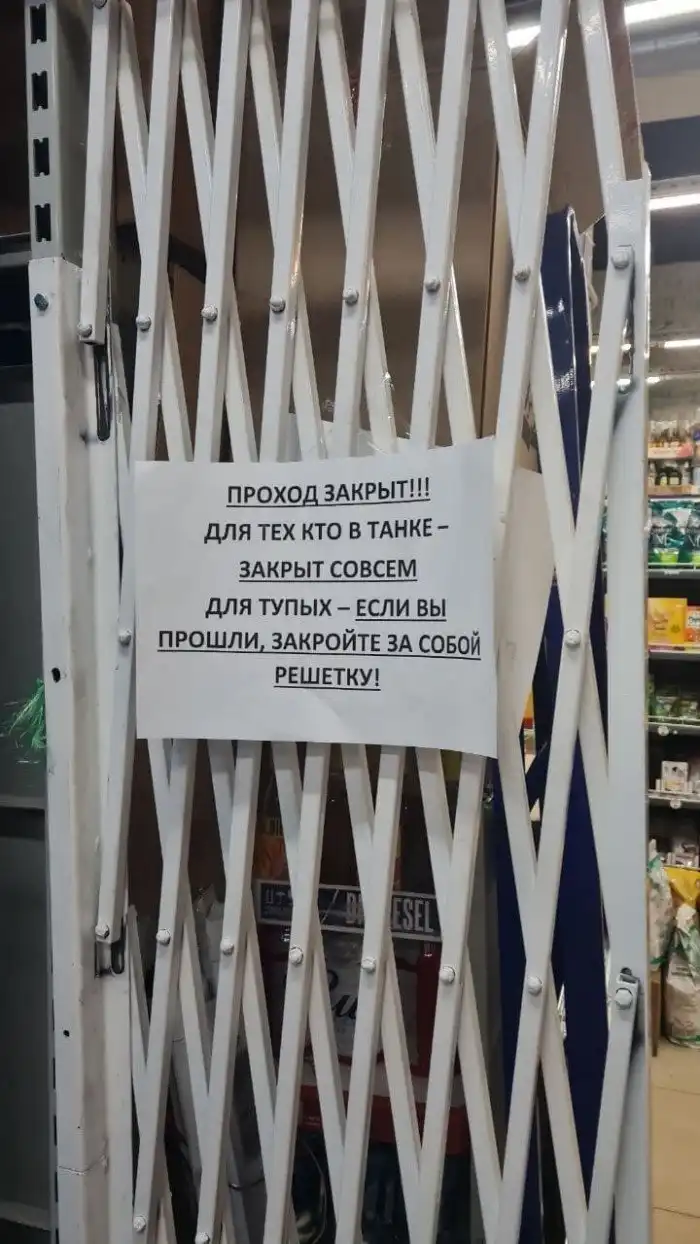 ПРОХОД ЗАКРЫТ!!!
ДЛЯ ТЕХ КТО В ТАНКЕ –
ЗАКРЫТ СОВСЕМ
ДЛЯ ТУПЫХ – ЕСЛИ ВЫ
ПРОШЛИ, ЗАКРОЙТЕ ЗА СОБОЙ
РЕШЕТКУ!